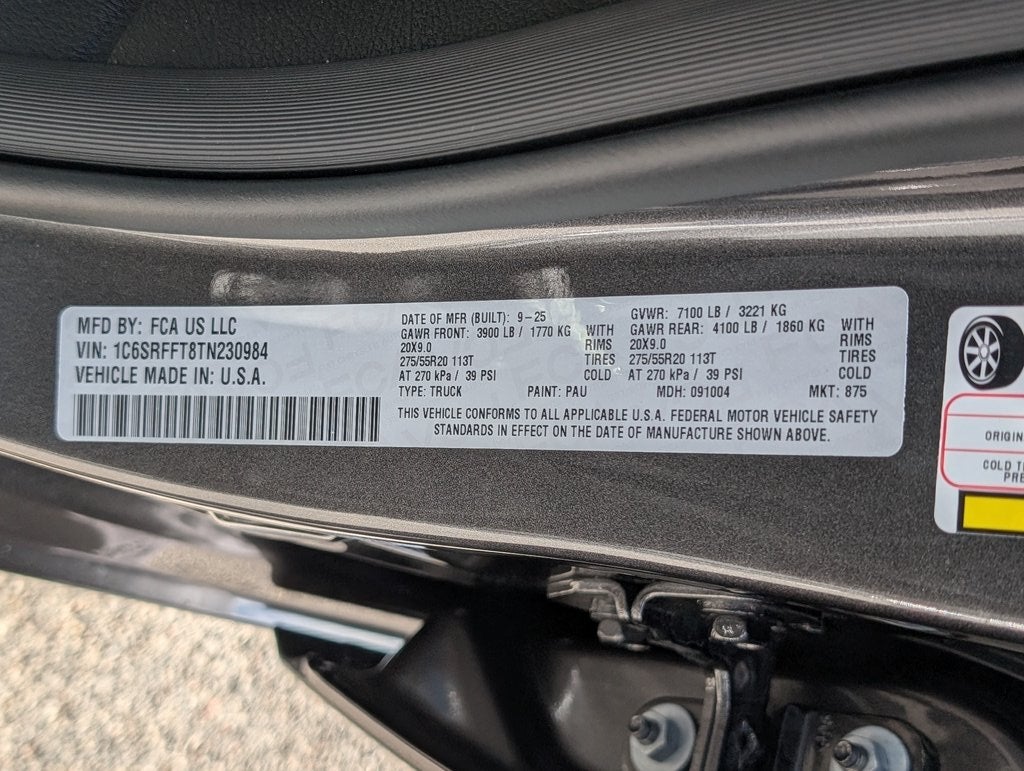 MFD BY: FCA US LLC
VIN: 1C6SRFFT8TN230984
VEHICLE MADE IN: U.S.A.
DATE OF MFR (BUILT): 9-25
GAWR FRONT: 3900 LB / 1770 KG WITH
20X9.0 RIMS
275/55R20 113T TIRES
AT 270 kPa / 39 PSI COLD
GVWR: 7100 LB / 3221 KG
GAWR REAR: 4100 LB / 1860 KG WITH
20X9.0 RIMS
275/55R20 113T TIRES
AT 270 kPa / 39 PSI COLD
TYPE: TRUCK PAINT: PAU MDH: 091004 MKT: 875
THIS VEHICLE CONFORMS TO ALL APPLICABLE U.S.A. FEDERAL MOTOR VEHICLE SAFETY
STANDARDS IN EFFECT ON THE DATE OF MANUFACTURE SHOWN ABOVE.
ORIGIN
COLD TI
PRE